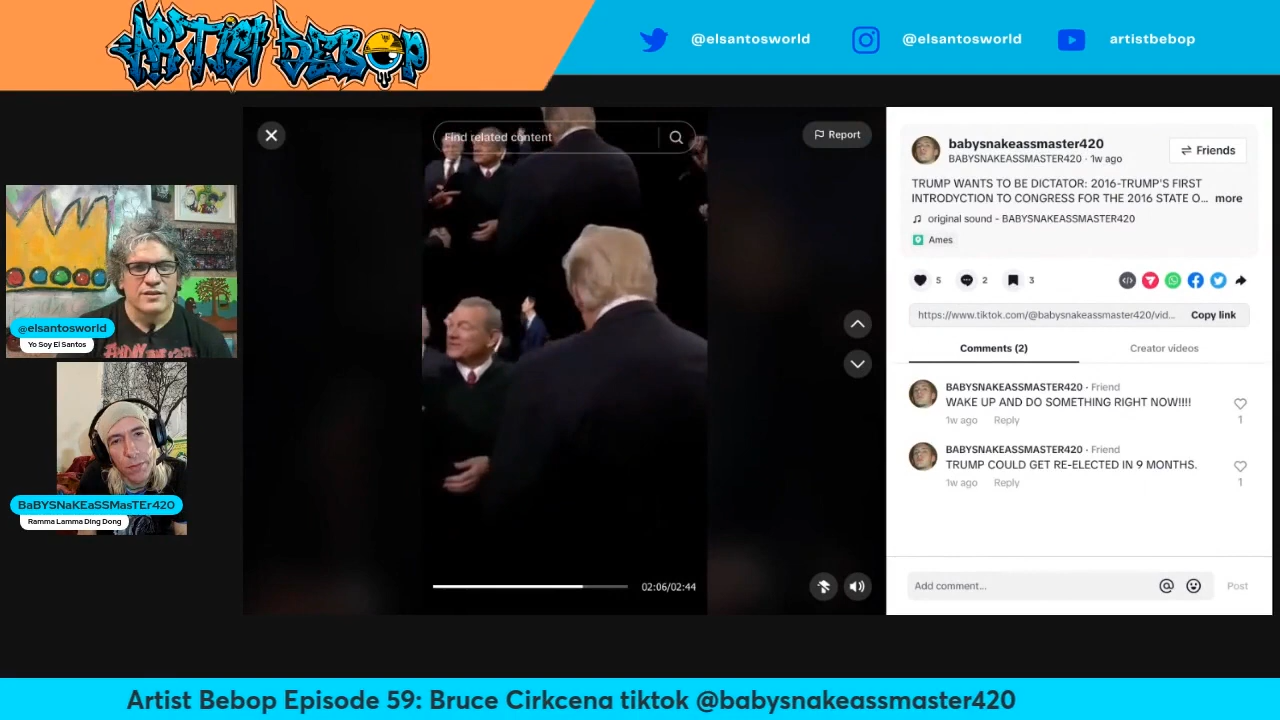 ARTIST BEBOP
@elsantosworld
@elsantosworld
artistbebop
Find related content
Report
babysnakeassmaster420
BABYSNAKEASSMASTER420 · 1w ago
Friends
TRUMP WANTS TO BE DICTATOR: 2016-TRUMP'S FIRST
INTRODYCTION TO CONGRESS FOR THE 2016 STATE O... more
original sound - BABYSNAKEASSMASTER420
Ames
5
2
3
https://www.tiktok.com/@babysnakeassmaster420/vid...
Copy link
Comments (2)
Creator videos
BABYSNAKEASSMASTER420 · Friend
WAKE UP AND DO SOMETHING RIGHT NOW!!!!
1w ago Reply
1
BABYSNAKEASSMASTER420 · Friend
TRUMP COULD GET RE-ELECTED IN 9 MONTHS.
1w ago Reply
1
Add comment...
Post
02:06/02:44
@elsantosworld
Yo Soy El Santos
BaBYSNaKEaSSMasTEr420
Ramma Lamma Ding Dong
Artist Bebop Episode 59: Bruce Cirkcena tiktok @babysnakeassmaster420